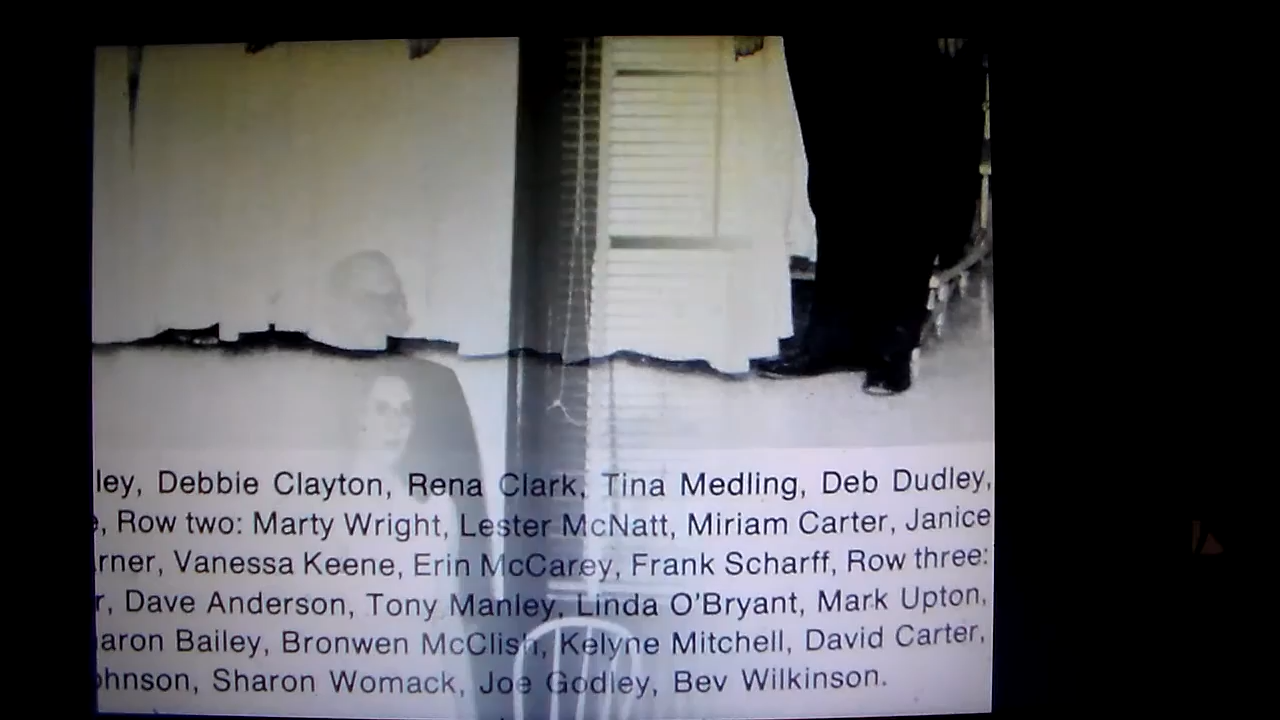 ley, Debbie Clayton, Rena Clark, Tina Medling, Deb Dudley,
, Row two: Marty Wright, Lester McNatt, Miriam Carter, Janice
rner, Vanessa Keene, Erin McCarey, Frank Scharff, Row three:
r, Dave Anderson, Tony Manley, Linda O'Bryant, Mark Upton,
aron Bailey, Bronwen McClish, Kelyne Mitchell, David Carter,
ohnson, Sharon Womack, Joe Godley, Bev Wilkinson.